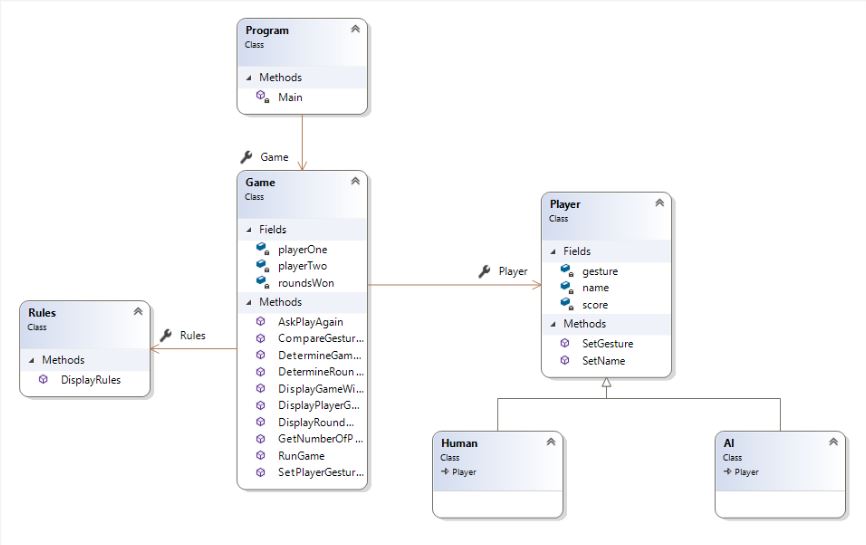 Program
Class
Methods
Main
Game
Game
Class
Fields
playerOne
playerTwo
roundsWon
Methods
AskPlayAgain
CompareGestur...
DetermineGam...
DetermineRoun...
DisplayGameWi...
DisplayPlayerG...
DisplayRound...
GetNumberOfP...
RunGame
SetPlayerGestur...
Rules
Rules
Class
Methods
DisplayRules
Player
Player
Class
Fields
gesture
name
score
Methods
SetGesture
SetName
Human
Class
Player
AI
Class
Player